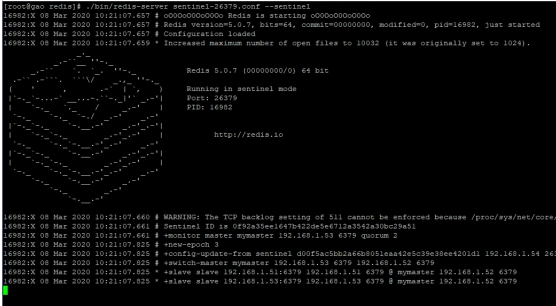 [root@gao redis]# ./bin/redis-server sentinel-26379.conf --sentinel
16982:X 08 Mar 2020 10:21:07.657 # oO0OoO0OoO0Oo Redis is starting oO0OoO0OoO0Oo
16982:X 08 Mar 2020 10:21:07.657 # Redis version=5.0.7, bits=64, commit=00000000, modified=0, pid=16982, just started
16982:X 08 Mar 2020 10:21:07.657 # Configuration loaded
16982:X 08 Mar 2020 10:21:07.659 * Increased maximum number of open files to 10032 (it was originally set to 1024).
Redis 5.0.7 (00000000/0) 64 bit
Running in sentinel mode
Port: 26379
PID: 16982
http://redis.io
16982:X 08 Mar 2020 10:21:07.660 # WARNING: The TCP backlog setting of 511 cannot be enforced because /proc/sys/net/core/
16982:X 08 Mar 2020 10:21:07.661 # Sentinel ID is 0f92a35ee1647b422de5e6712a3542a30bc29a51
16982:X 08 Mar 2020 10:21:07.661 # +monitor master mymaster 192.168.1.53 6379 quorum 2
16982:X 08 Mar 2020 10:21:07.825 # +new-epoch 3
16982:X 08 Mar 2020 10:21:07.825 # +config-update-from sentinel d00f5ac5bb2a66b8051eaa42e5c39e38ee4201d1 192.168.1.54 263
16982:X 08 Mar 2020 10:21:07.825 # +switch-master mymaster 192.168.1.53 6379 192.168.1.52 6379
16982:X 08 Mar 2020 10:21:07.825 * +slave slave 192.168.1.51:6379 192.168.1.51 6379 @ mymaster 192.168.1.52 6379
16982:X 08 Mar 2020 10:21:07.825 * +slave slave 192.168.1.53:6379 192.168.1.53 6379 @ mymaster 192.168.1.52 6379